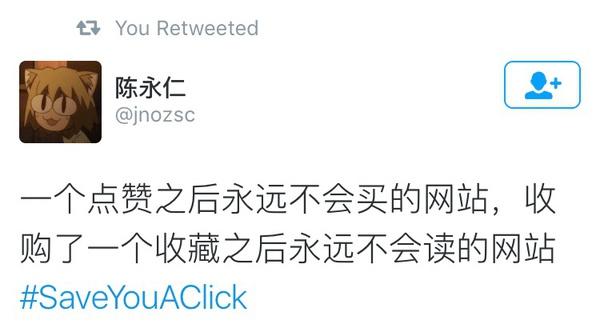 You Retweeted
陈永仁
@jnozsc
一个点赞之后永远不会买的网站，收
购了一个收藏之后永远不会读的网站
#SaveYouAClick